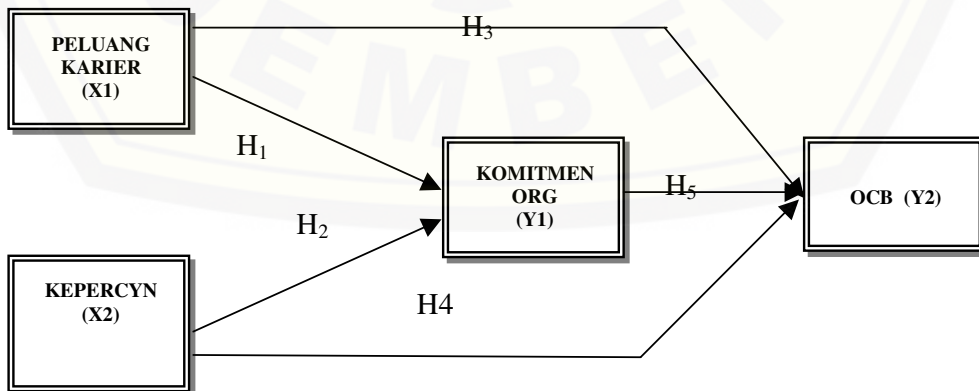 H₃
PELUANG
KARIER
(X1)
H₁
KOMITMEN
ORG
(Y1)
H₅
OCB (Y2)
H₂
KEPERCYN
(X2)
H4